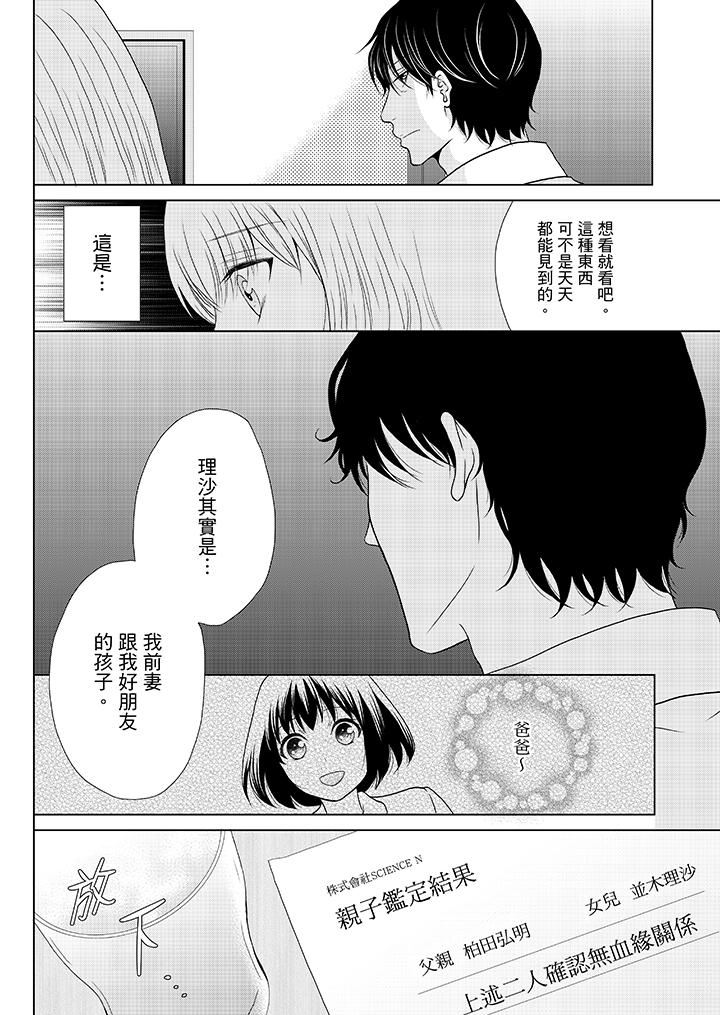 想看就看吧。
這種東西
可不是天天
都能見到的。
這是…
理沙其實是…
我前妻
跟我好朋友
的孩子。
爸爸～
株式會社SCIENCE N
親子鑑定結果
父親 柏田弘明
女兒 並木理沙
上述二人確認無血緣關係
放下…